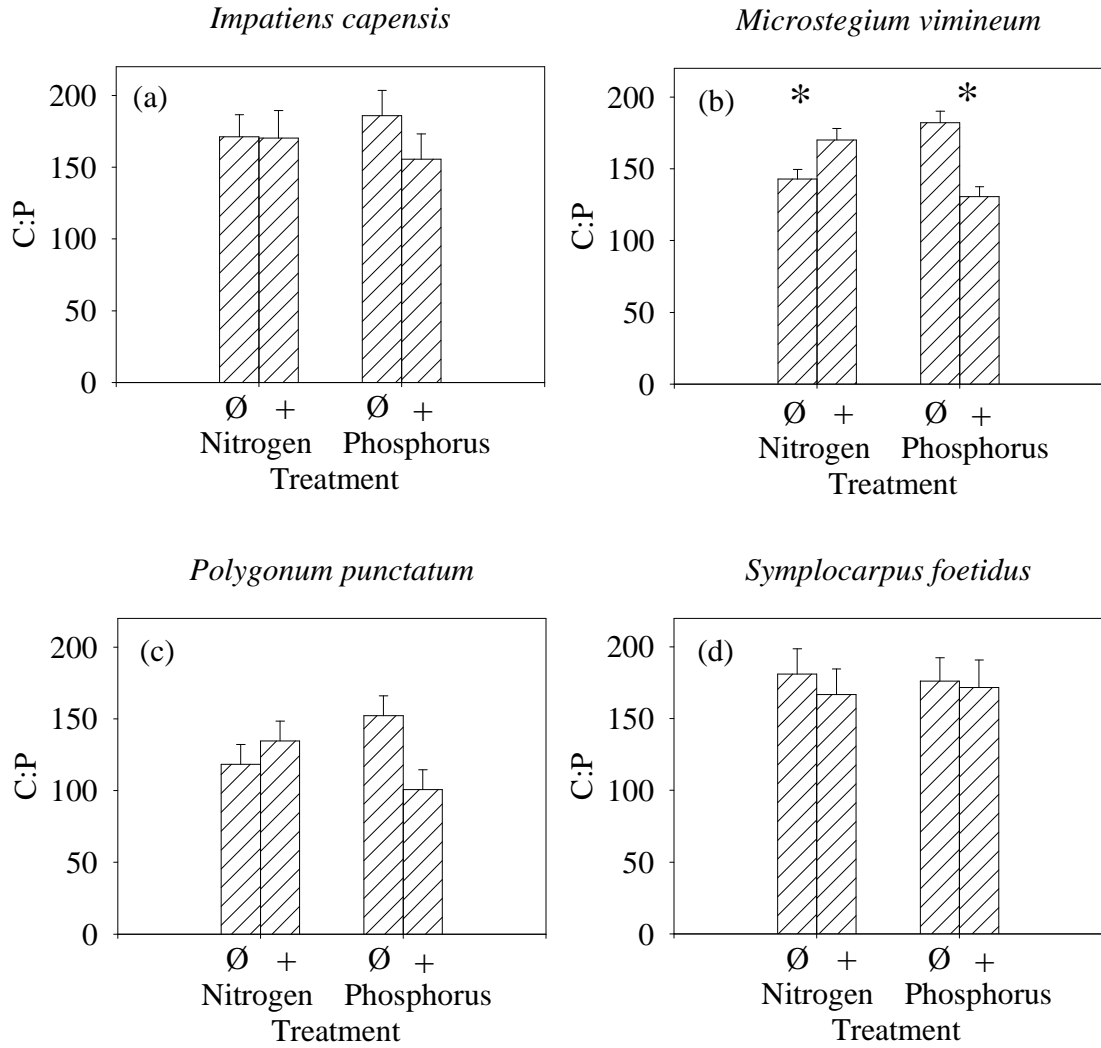 Impatiens capensis
(a)
200
150
100
50
0
C:P
Ø + Ø +
Nitrogen Phosphorus
Treatment
Microstegium vimineum
(b)
* *
200
150
100
50
0
C:P
Ø + Ø +
Nitrogen Phosphorus
Treatment
Polygonum punctatum
(c)
200
150
100
50
0
C:P
Ø + Ø +
Nitrogen Phosphorus
Treatment
Symplocarpus foetidus
(d)
200
150
100
50
0
C:P
Ø + Ø +
Nitrogen Phosphorus
Treatment